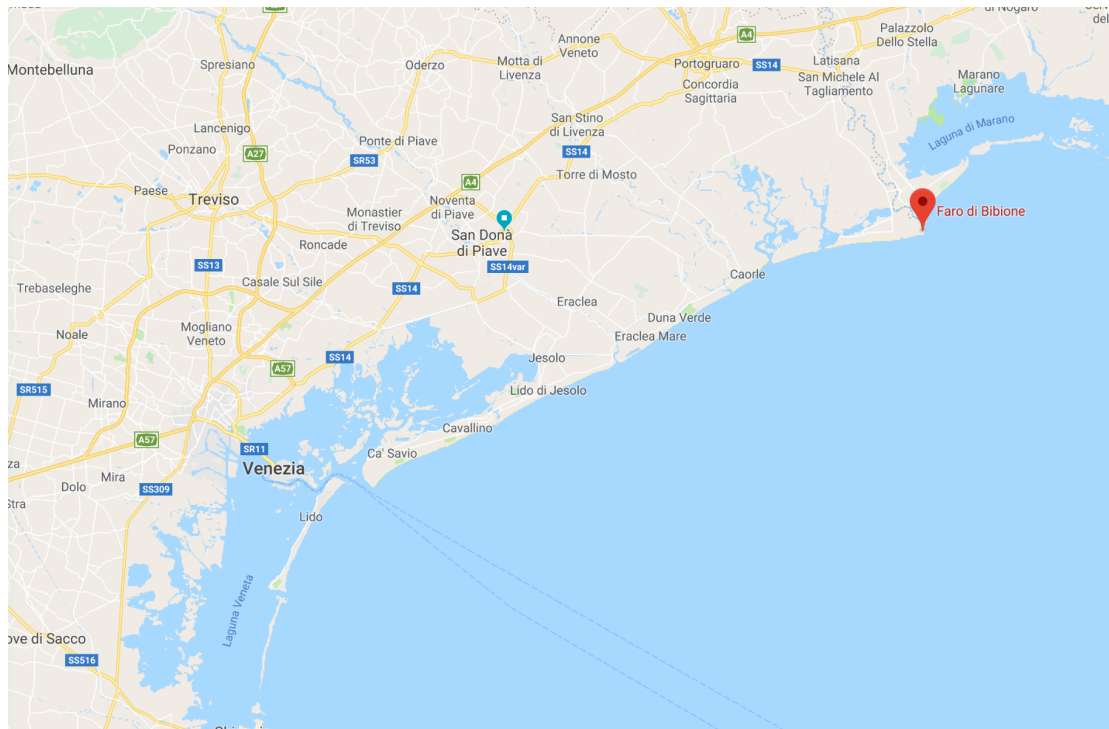 di Nogaro
Annone
Veneto
Palazzolo
Dello Stella
A4
Spresiano
Oderzo
Motta di
Livenza
Portogruaro
SS14
Latisana
San Michele Al
Tagliamento
Montebelluna
Concordia
Sagittaria
Marano
Lagunare
Lancenigo
San Stino
di Livenza
Laguna di Marano
Ponzano
A27
Ponte di Piave
SR53
SS14
Torre di Mosto
Paese
Treviso
A4
Noventa
di Piave
Monastier
di Treviso
Faro di Bibione
Roncade
San Donà
di Piave
SS13
SS14var
Casale Sul Sile
SS14
Caorle
Trebaseleghe
Eraclea
Duna Verde
Noale
Mogliano
Veneto
Eraclea Mare
SS14
Jesolo
A57
SR515
Lido di Jesolo
Mirano
Cavallino
A57
SR11
Ca' Savio
Venezia
Mira
Dolo
SS309
Stra
Lido
Laguna Veneta
ove di Sacco
SS516